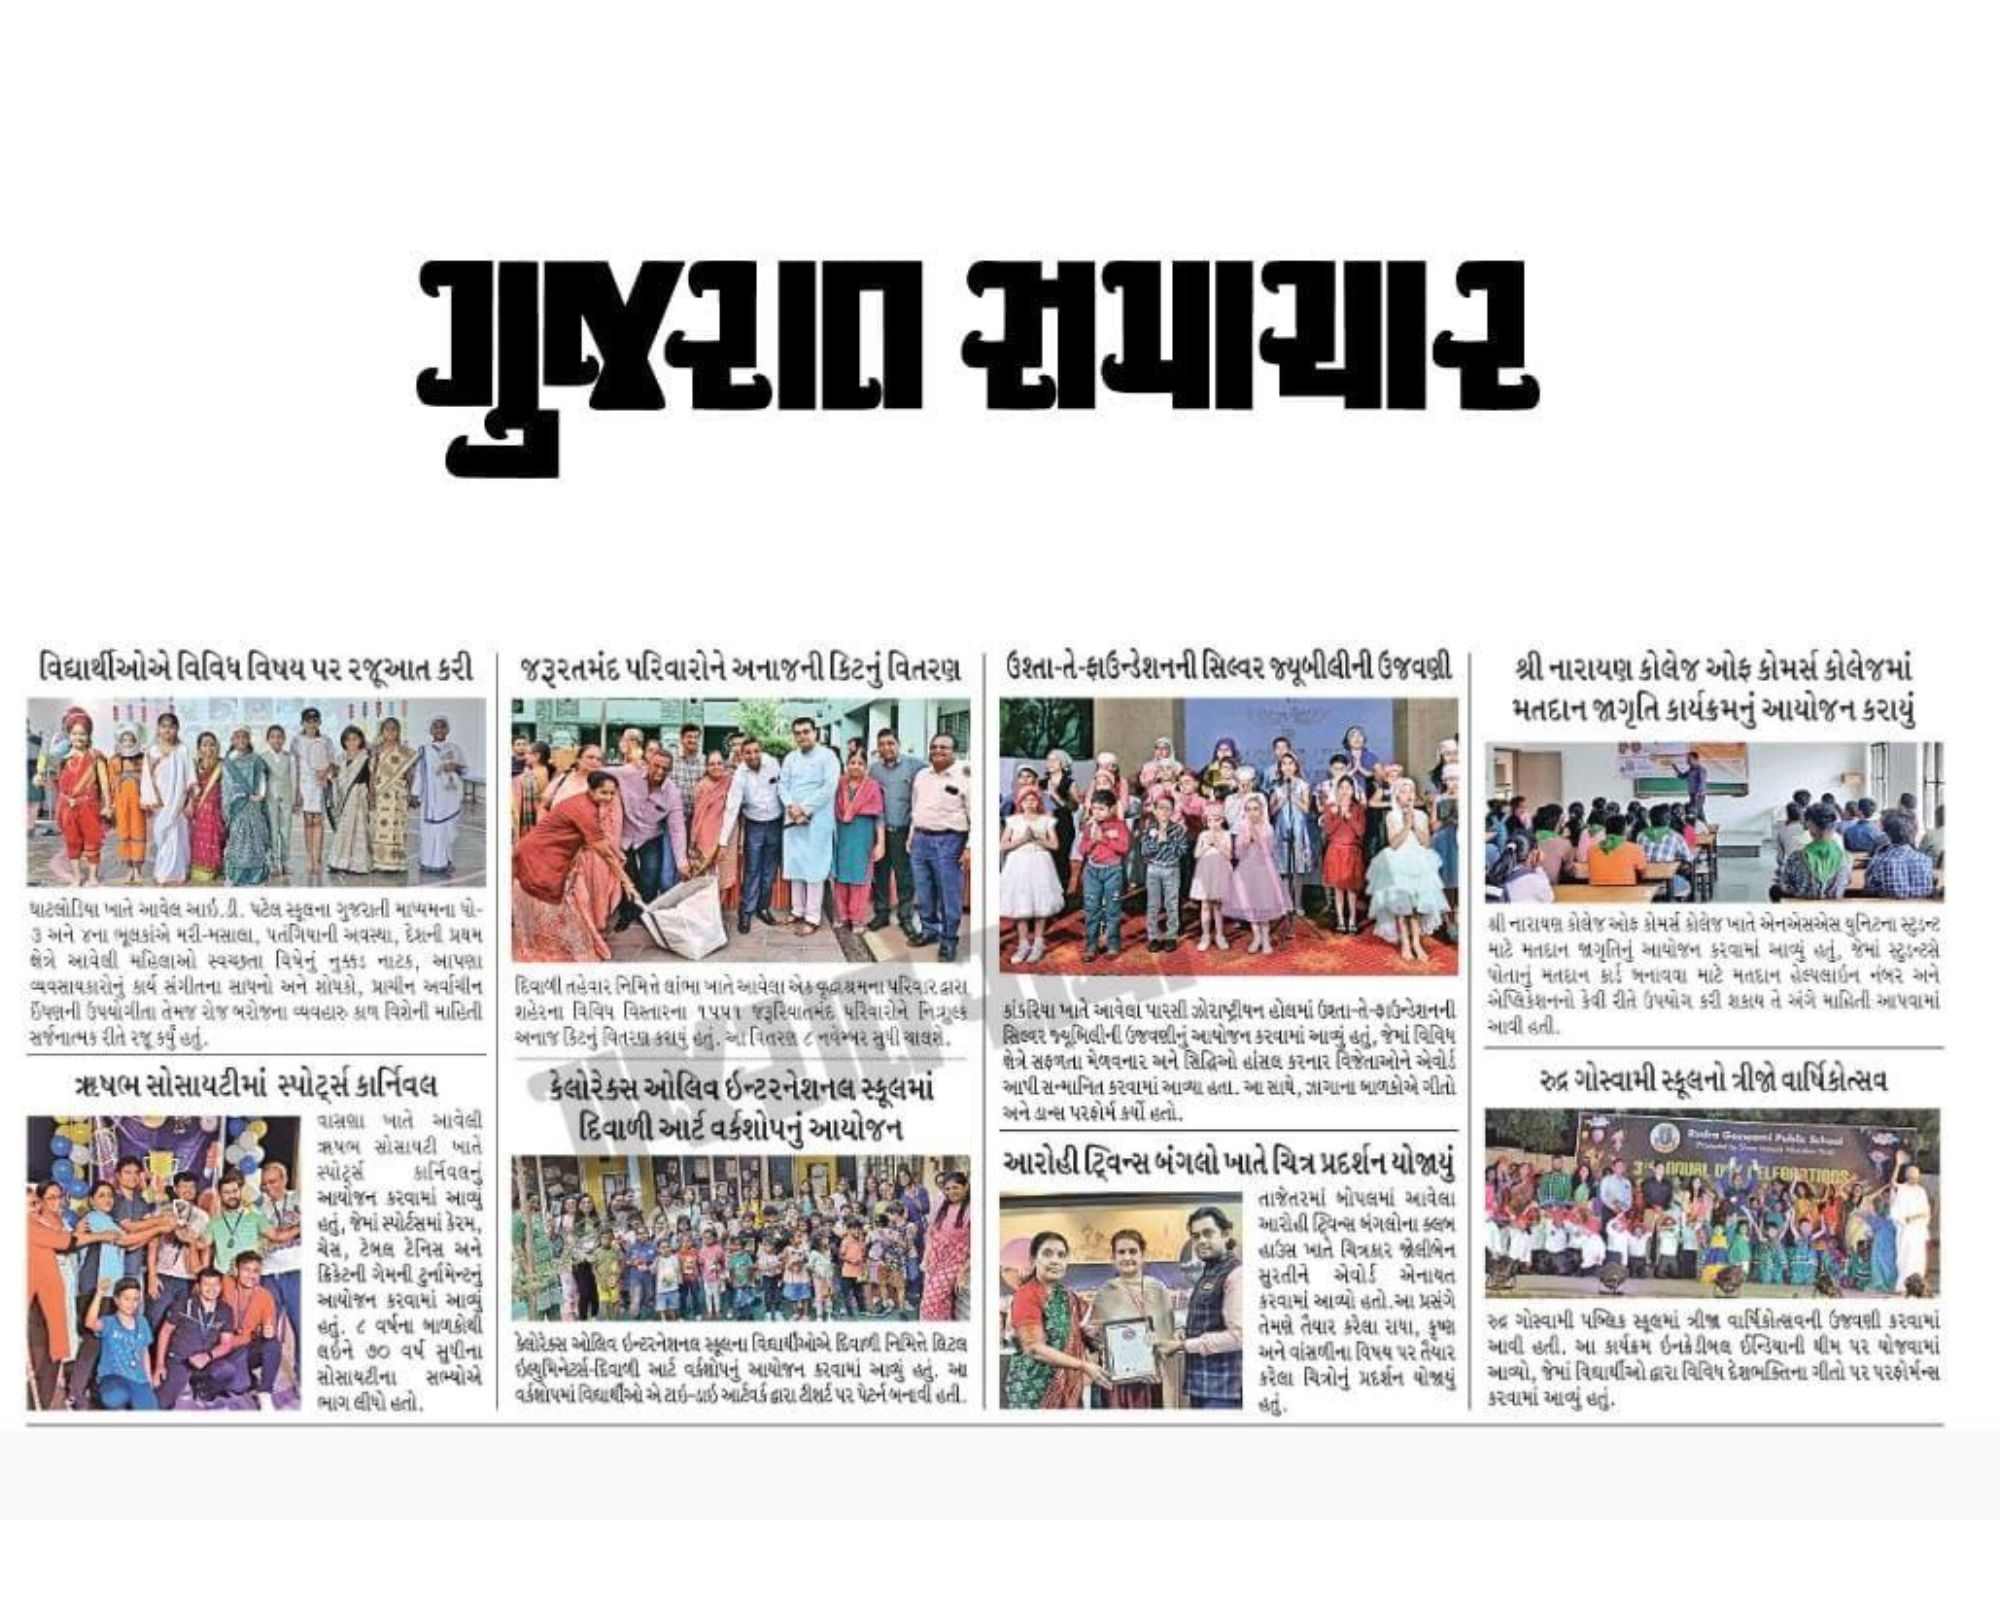 ગુજરાત સમાચાર
વિદ્યાર્થીઓએ વિવિધ વિષય પર રજૂઆત કરી
ઘાટલોડિયા ખાતે આવેલ આઇ.ડી. પટેલ સ્કૂલના ગુજરાતી માધ્યમના ધો-
૩ અને ૪ના ભૂલકાંએ મરી-મસાલા, પતંગિયાની અવસ્થા, દેશની પ્રથમ
ક્ષેત્રે આવેલી મહિલાઓ સ્વચ્છતા વિષેનું નુક્કડ નાટક, આપણા
વ્યવસાયકારોનું કાર્ય સંગીતના સાધનો અને શોધકો, પ્રાચીન અર્વાચીન
ઈંધણની ઉપયોગીતા તેમજ રોજ બરોજના વ્યવહારુ કાળ વિશેની માહિતી
સર્જનાત્મક રીતે રજૂ કર્યું હતું.
ઋષભ સોસાયટીમાં સ્પોર્ટ્સ કાર્નિવલ
વાસણા ખાતે આવેલી
ઋષભ સોસાયટી ખાતે
સ્પોર્ટ્સ કાર્નિવલનું
આયોજન કરવામાં આવ્યું
હતું, જેમાં સ્પોર્ટસમાં કેરમ,
ચેસ, ટેબલ ટેનિસ અને
ક્રિકેટની ગેમની ટુર્નામેન્ટનું
આયોજન કરવામાં આવ્યું
હતું. ૮ વર્ષના બાળકોથી
લઇને ૭૦ વર્ષ સુધીના
સોસાયટીના સભ્યોએ
ભાગ લીધો હતો.
જરૂરતમંદ પરિવારોને અનાજની કિટનું વિતરણ
દિવાળી તહેવાર નિમિત્તે લાંભા ખાતે આવેલા એક વૃદ્ધાશ્રમના પરિવાર દ્વારા
શહેરના વિવિધ વિસ્તારના ૧૫૫૧ જરૂરિયાતમંદ પરિવારોને નિઃશુલ્ક
અનાજ કિટનું વિતરણ કરાયું હતું. આ વિતરણ ૮ નવેમ્બર સુધી ચાલશે.
કેલોરેક્સ ઓલિવ ઈન્ટરનેશનલ સ્કૂલમાં
દિવાળી આર્ટ વર્કશોપનું આયોજન
કેલોરેક્સ ઓલિવ ઇન્ટરનેશનલ સ્કૂલના વિદ્યાર્થીઓએ દિવાળી નિમિત્તે લિટલ
ઇલ્યુમિનેટર્સ-દિવાળી આર્ટ વર્કશોપનું આયોજન કરવામાં આવ્યું હતું. આ
વર્કશોપમાં વિદ્યાર્થીઓ એ ટાઇ-ડાઇ આર્ટવર્ક દ્વારા ટીશર્ટ પર પેટર્ન બનાવી હતી.
ઉશ્તા-તે-ફાઉન્ડેશનની સિલ્વર જ્યૂબીલીની ઉજવણી
કાંકરિયા ખાતે આવેલા પારસી ઝોરાષ્ટ્રીયન હોલમાં ઉશ્તા-તે-ફાઉન્ડેશનની
સિલ્વર જ્યૂબિલીની ઉજવણીનું આયોજન કરવામાં આવ્યું હતું, જેમાં વિવિધ
ક્ષેત્રે સફળતા મેળવનાર અને સિદ્ધિઓ હાંસલ કરનાર વિજેતાઓને એવોર્ડ
આપી સન્માનિત કરવામાં આવ્યા હતા. આ સાથે, ઝાગાના બાળકોએ ગીતો
અને ડાન્સ પરફોર્મ કર્યો હતો.
આરોહી ટ્વિન્સ બંગલો ખાતે ચિત્ર પ્રદર્શન યોજાયું
તાજેતરમાં બોપલમાં આવેલા
આરોહી ટ્વિન્સ બંગલોના ક્લબ
હાઉસ ખાતે ચિત્રકાર જોલીબેન
સુરતીને એવોર્ડ એનાયત
કરવામાં આવ્યો હતો. આ પ્રસંગે
તેમણે તૈયાર કરેલા રાધા, કૃષ્ણ
અને વાંસળીના વિષય પર તૈયાર
કરેલા ચિત્રોનું પ્રદર્શન યોજાયું
હતું.
શ્રી નારાયણ કોલેજ ઓફ કોમર્સ કોલેજમાં
મતદાન જાગૃતિ કાર્યક્રમનું આયોજન કરાયું
શ્રી નારાયણ કોલેજ ઓફ કોમર્સ કોલેજ ખાતે એનએસએસ યુનિટના સ્ટુડન્ટ
માટે મતદાન જાગૃતિનું આયોજન કરવામાં આવ્યું હતું, જેમાં સ્ટુડન્ટસે
પોતાનું મતદાન કાર્ડ બનાવવા માટે મતદાન હેલ્પલાઇન નંબર અને
એપ્લિકેશનનો કેવી રીતે ઉપયોગ કરી શકાય તે અંગે માહિતી આપવામાં
આવી હતી.
રુદ્ર ગોસ્વામી સ્કૂલનો ત્રીજો વાર્ષિકોત્સવ
Rudra Goswami Public School
રુદ્ર ગોસ્વામી પબ્લિક સ્કૂલમાં ત્રીજા વાર્ષિકોત્સવની ઉજવણી કરવામાં
આવી હતી. આ કાર્યક્રમ ઇનક્રેડીબલ ઈન્ડિયાની થીમ પર યોજવામાં
આવ્યો, જેમાં વિદ્યાર્થીઓ દ્વારા વિવિધ દેશભક્તિના ગીતો પર પરફોર્મન્સ
કરવામાં આવ્યું હતું.